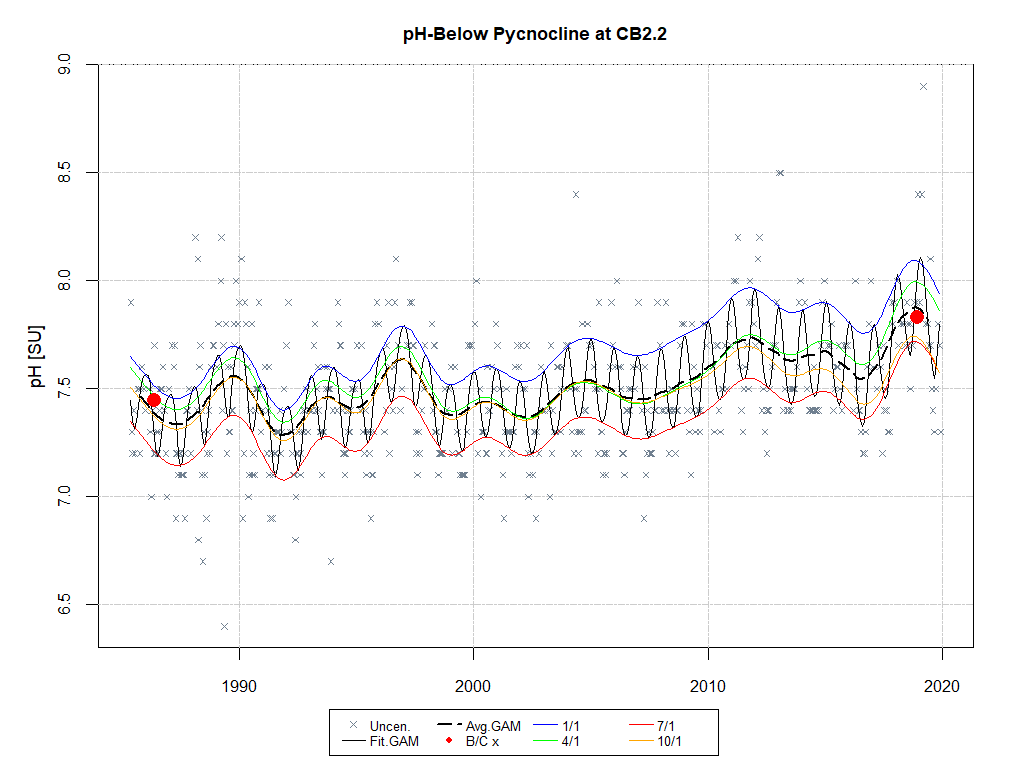 pH-Below Pycnocline at CB2.2
pH [SU]
9.0
8.5
8.0
7.5
7.0
6.5
1990 2000 2010 2020
Uncen. Avg.GAM 1/1 7/1
Fit.GAM B/C x 4/1 10/1